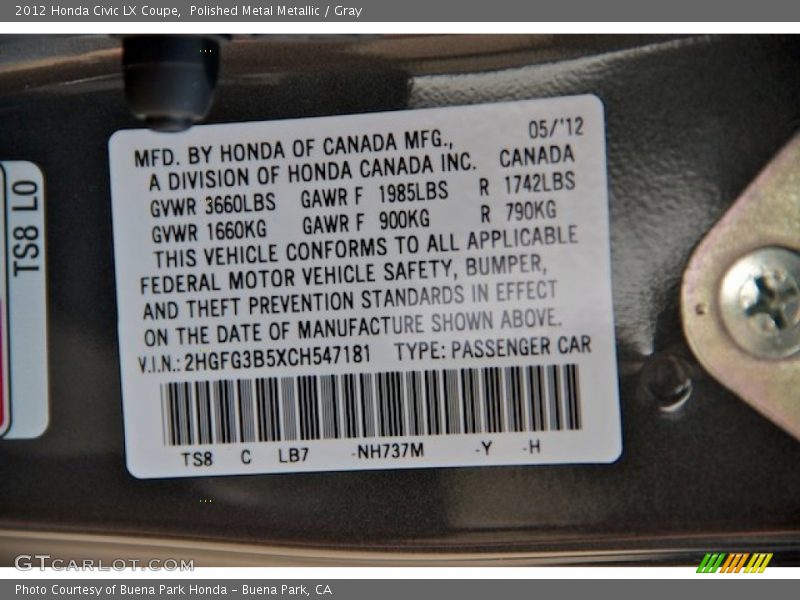 2012 Honda Civic LX Coupe,  Polished Metal Metallic / Gray
TS8 L0
MFD. BY HONDA OF CANADA MFG., 05/'12
A DIVISION OF HONDA CANADA INC. CANADA
GVWR 3660LBS GAWR F 1985LBS R 1742LBS
GVWR 1660KG GAWR F 900KG R 790KG
THIS VEHICLE CONFORMS TO ALL APPLICABLE
FEDERAL MOTOR VEHICLE SAFETY, BUMPER,
AND THEFT PREVENTION STANDARDS IN EFFECT
ON THE DATE OF MANUFACTURE SHOWN ABOVE.
V.I.N.: 2HGFG3B5XCH547181 TYPE: PASSENGER CAR
TS8 C LB7 -NH737M -Y -H
GTCARLOT.COM
Photo Courtesy of Buena Park Honda - Buena Park, CA